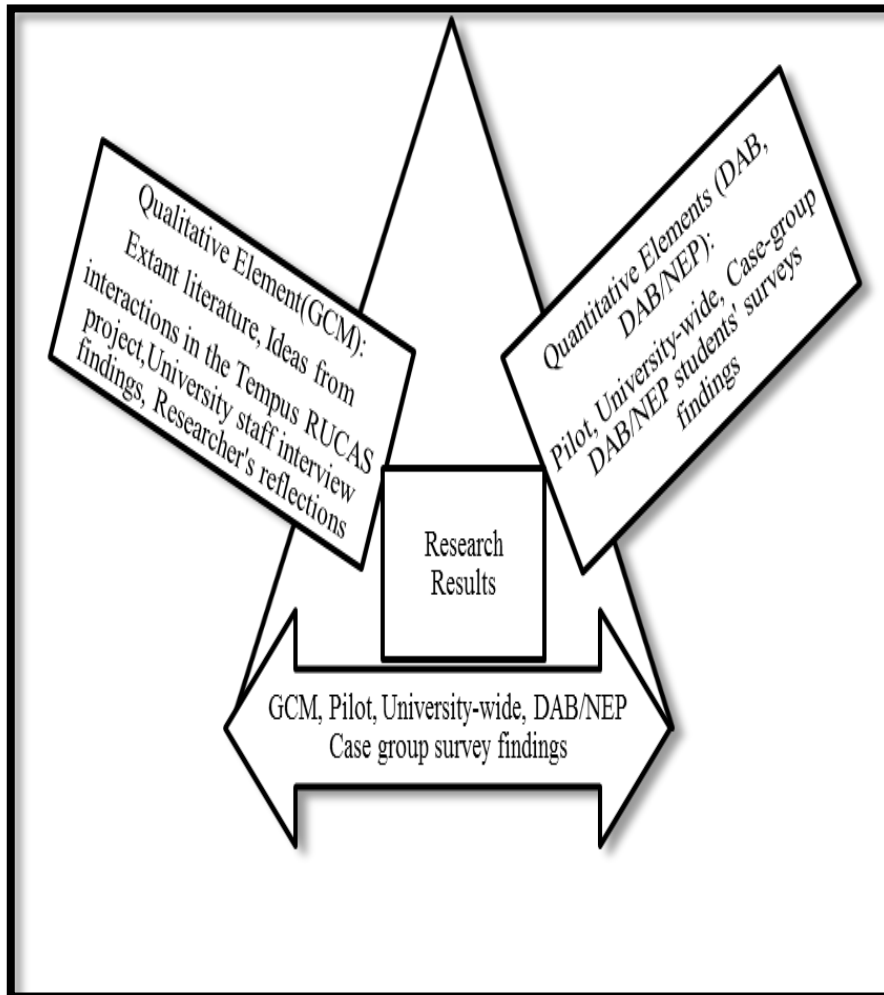 Qualitative Element(GCM):
Extant literature, Ideas from
interactions in the Tempus RUCAS
project,University staff interview
findings, Researcher's reflections
Quantitative Elements (DAB,
DAB/NEP):
Pilot, University-wide, Case-group
DAB/NEP students' surveys
findings
Research
Results
GCM, Pilot, University-wide, DAB/NEP
Case group survey findings